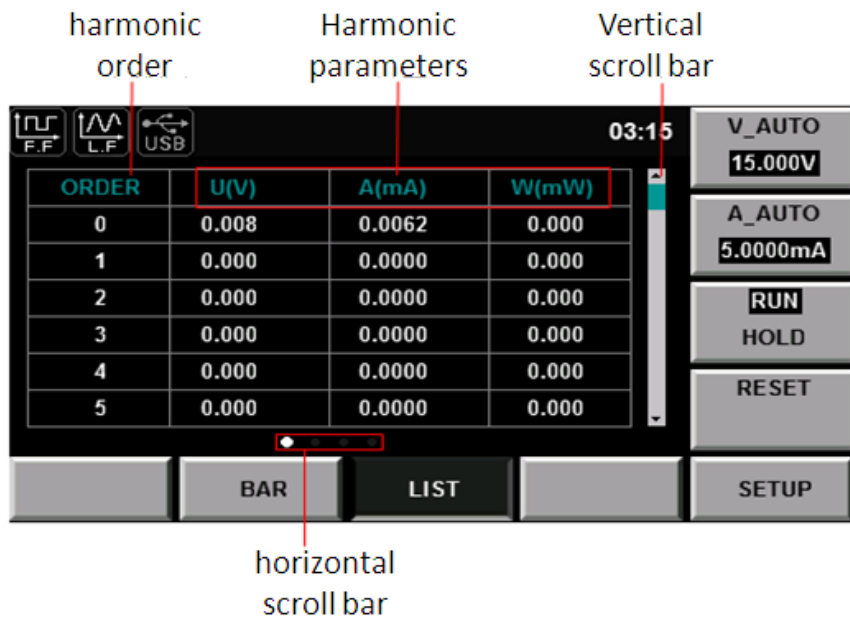 harmonic
order
Harmonic
parameters
Vertical
scroll bar
F.F L.F USB 03:15
ORDER U(V) A(mA) W(mW)
0 0.008 0.0062 0.000
1 0.000 0.0000 0.000
2 0.000 0.0000 0.000
3 0.000 0.0000 0.000
4 0.000 0.0000 0.000
5 0.000 0.0000 0.000
V_AUTO
15.000V
A_AUTO
5.0000mA
RUN
HOLD
RESET
BAR LIST SETUP
horizontal
scroll bar